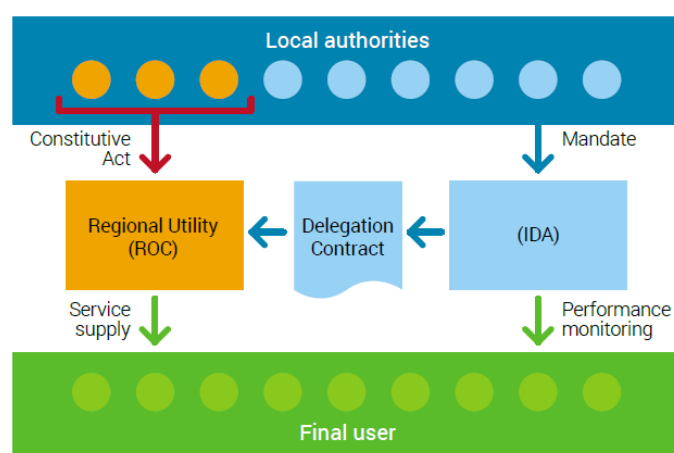 Local authorities
Constitutive
Act
Mandate
Regional Utility
(ROC)
Delegation
Contract
(IDA)
Service
supply
Performance
monitoring
Final user